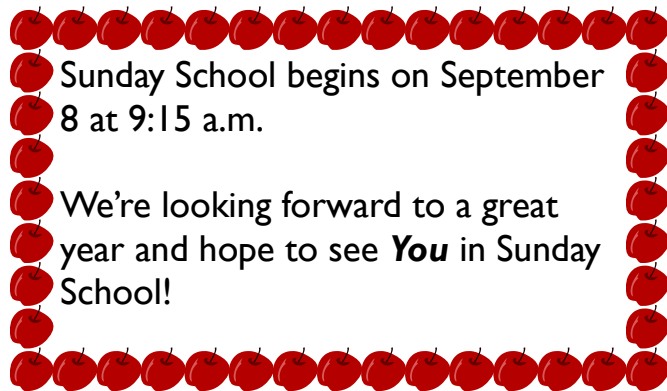 Sunday School begins on September
8 at 9:15 a.m.
We're looking forward to a great
year and hope to see You in Sunday
School!